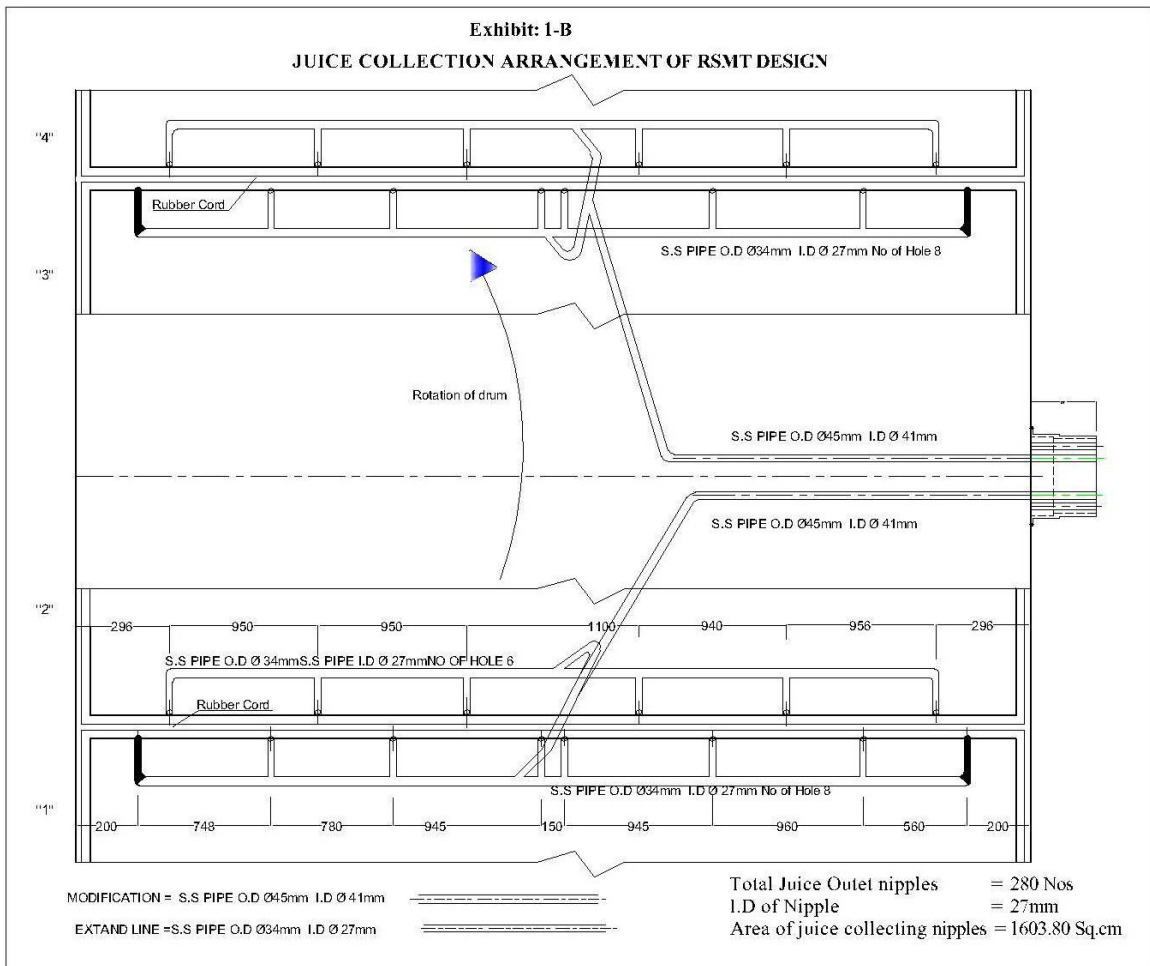 Exhibit: 1-B
JUICE COLLECTION ARRANGEMENT OF RSMT DESIGN
"4"
Rubber Cord
S.S PIPE O.D Ø34mm I.D Ø 27mm No of Hole 8
"3"
Rotation of drum
S.S PIPE O.D Ø45mm I.D Ø 41mm
S.S PIPE O.D Ø45mm I.D Ø 41mm
"2"
296 950 950 1100 940 956 296
S.S PIPE O.D Ø 34mmS.S PIPE I.D Ø 27mmNO OF HOLE 6
Rubber Cord
S.S PIPE O.D Ø34mm I.D Ø 27mm No of Hole 8
"1"
200 748 780 945 150 945 960 560 200
MODIFICATION = S.S PIPE O.D Ø45mm I.D Ø 41mm
EXTAND LINE =S.S PIPE O.D Ø34mm I.D Ø 27mm
Total Juice Outet nipples = 280 Nos
I.D of Nipple = 27mm
Area of juice collecting nipples = 1603.80 Sq.cm